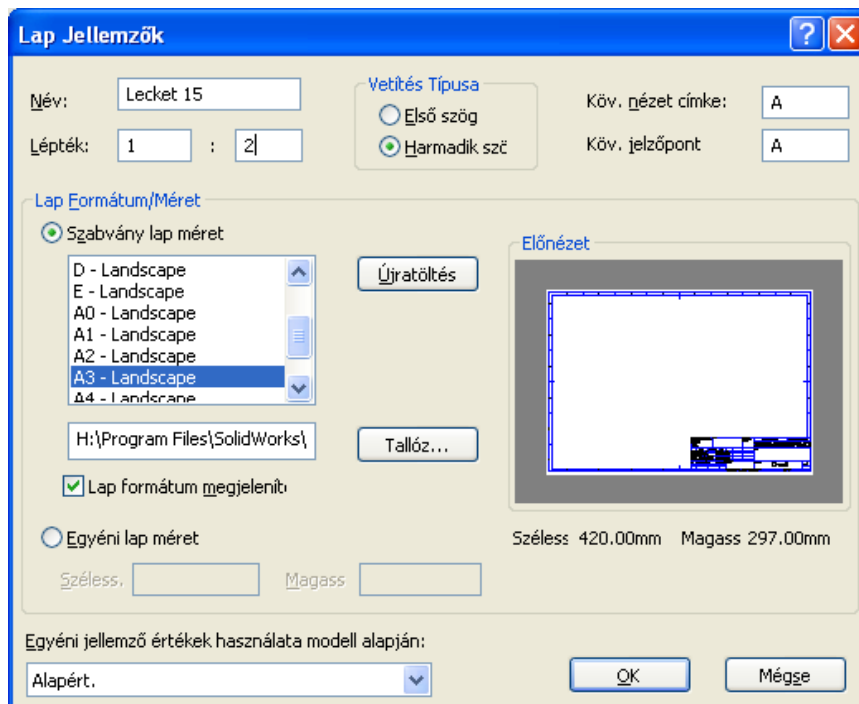 Lap Jellemzők
Név: Lecket 15
Lépték: 1 : 2
Vetítés Típusa
Első szög
Harmadik sző
Köv. nézet címke: A
Köv. jelzőpont A
Lap Formátum/Méret
Szabvány lap méret
D - Landscape
E - Landscape
A0 - Landscape
A1 - Landscape
A2 - Landscape
A3 - Landscape
A4 - Landscape
Újratöltés
H:\Program Files\SolidWorks\
Tallóz...
Lap formátum megjelenít
Előnézet
Széless 420.00mm Magass 297.00mm
Egyéni lap méret
Széless. Magass
Egyéni jellemző értékek használata modell alapján:
Alapért.
OK Mégse